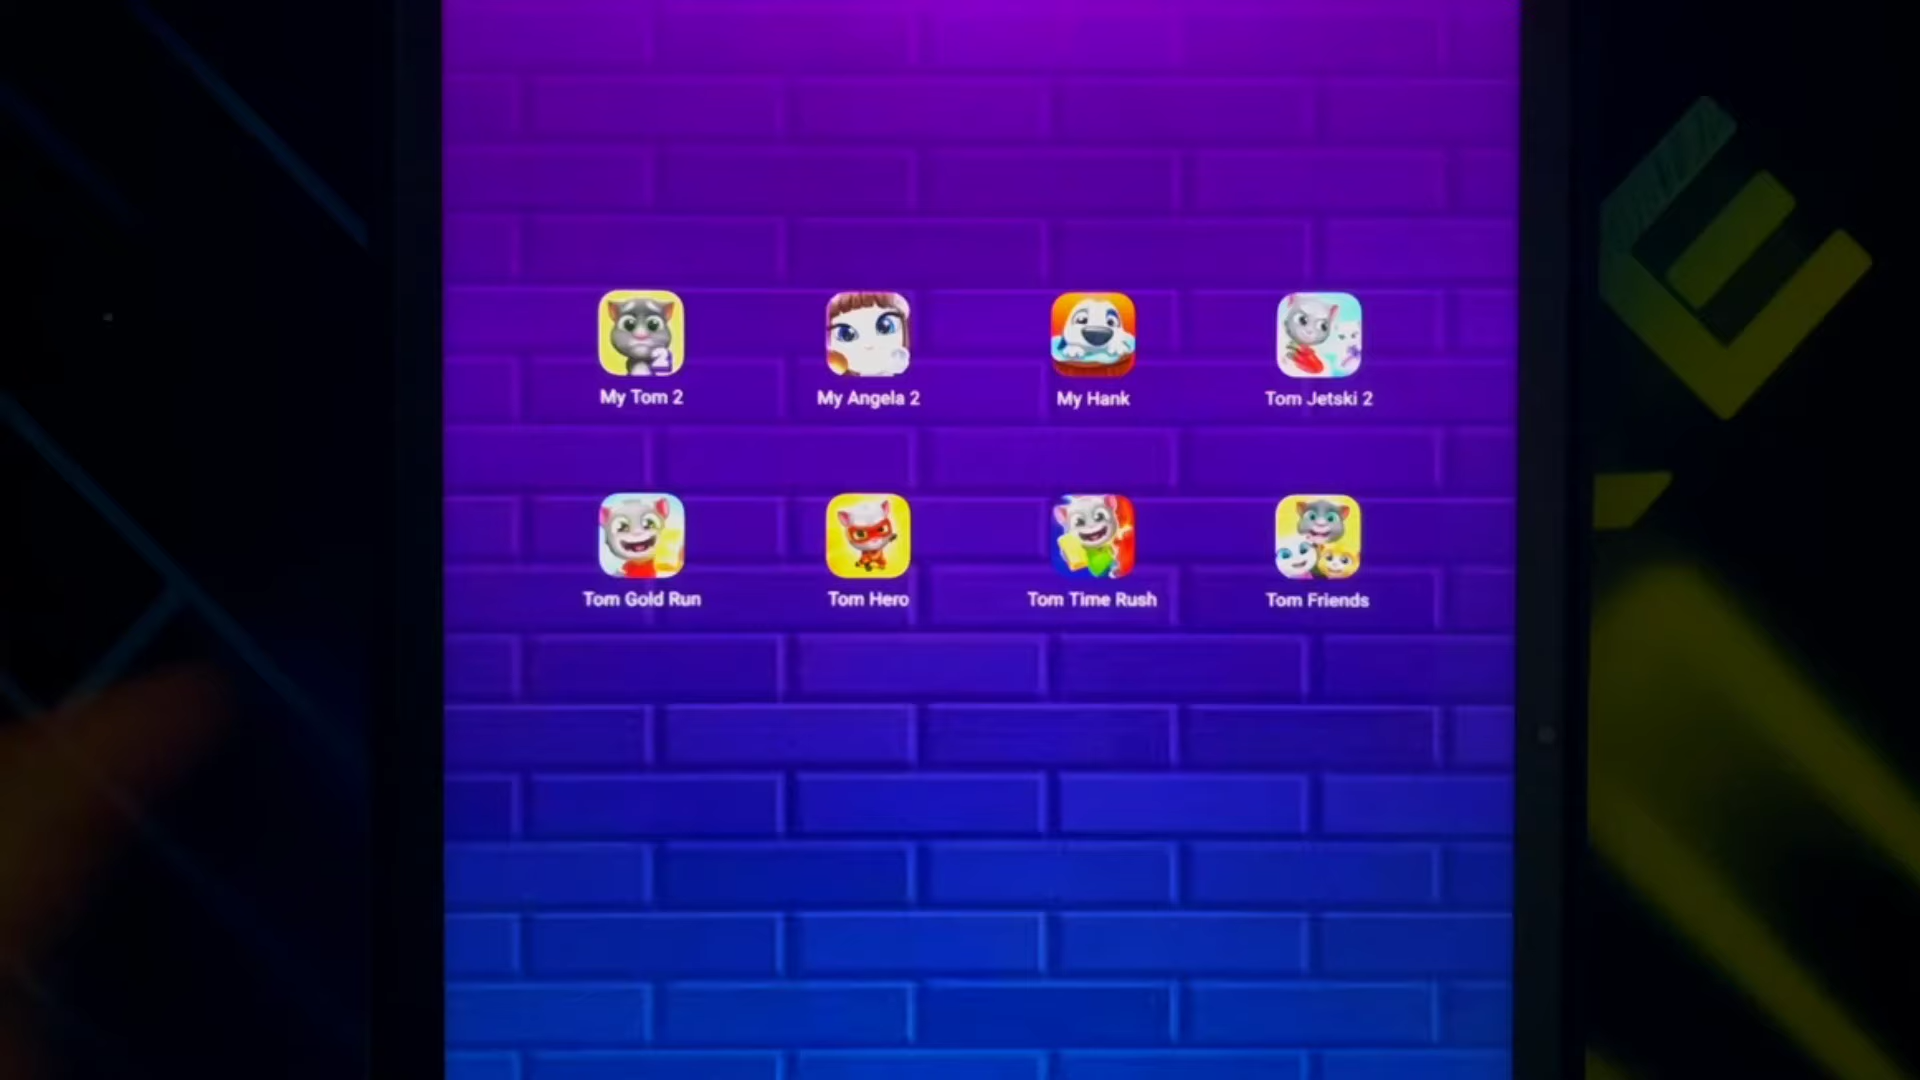 2
My Tom 2
My Angela 2
My Hank
Tom Jetski 2
Tom Gold Run
Tom Hero
Tom Time Rush
Tom Friends